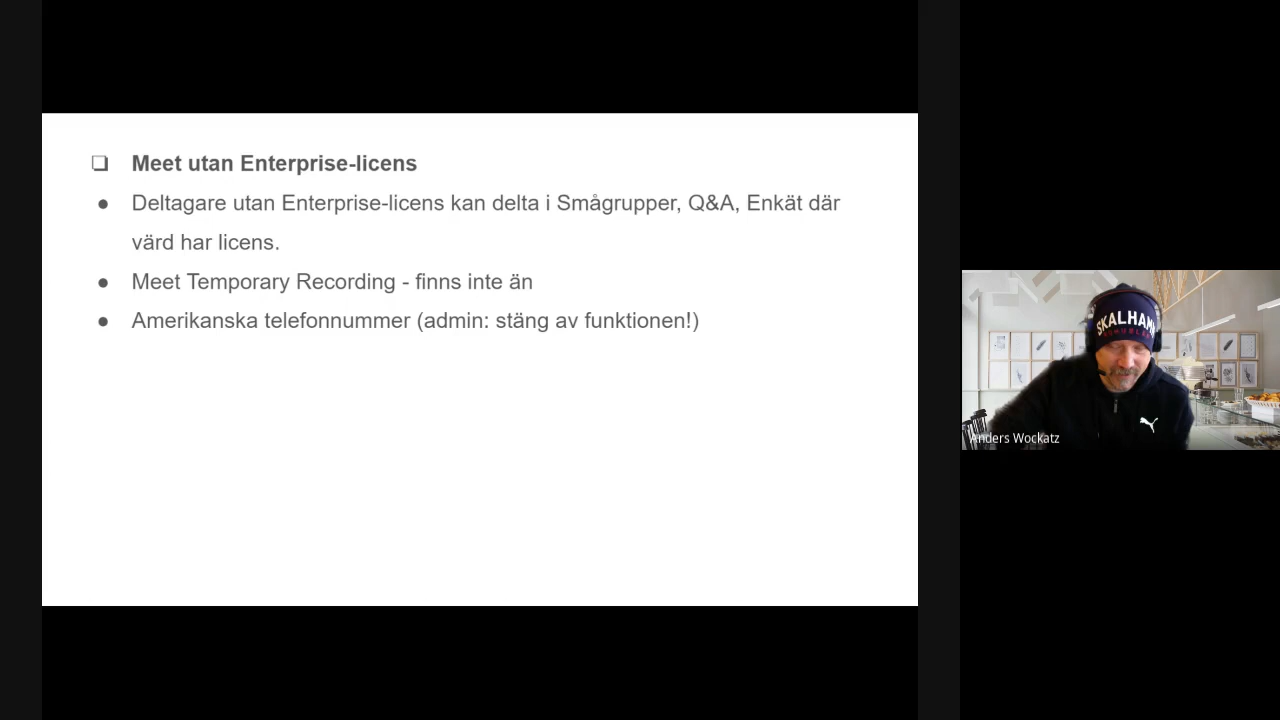 Meet utan Enterprise-licens
Deltagare utan Enterprise-licens kan delta i Smågrupper, Q&A, Enkät där
värd har licens.
Meet Temporary Recording - finns inte än
Amerikanska telefonnummer (admin: stäng av funktionen!)
Anders Wockatz